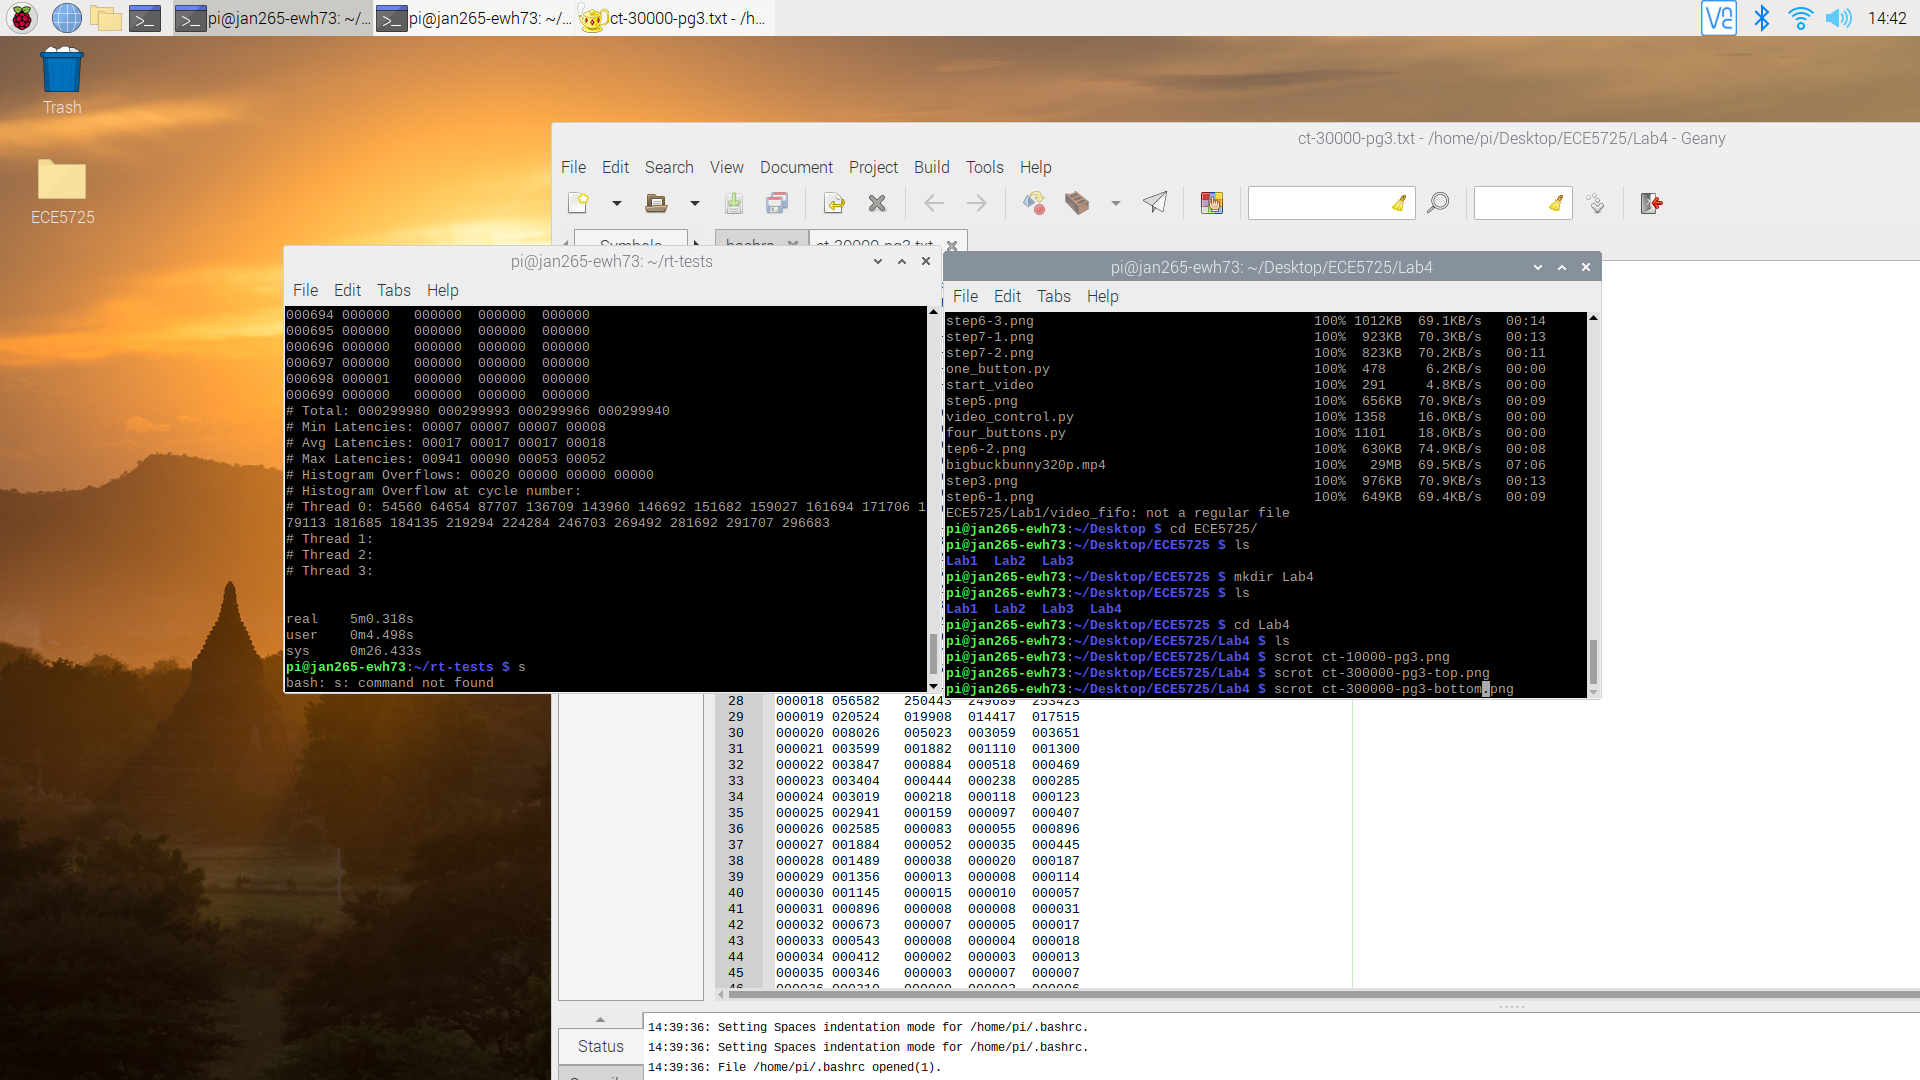 pi@jan265-ewh73: ~/...
pi@jan265-ewh73: ~/...
ct-30000-pg3.txt - /h...
14:42
Trash
ECE5725
ct-30000-pg3.txt - /home/pi/Desktop/ECE5725/Lab4 - Geany
File Edit Search View Document Project Build Tools Help
Symbols
bashrc
ct-30000-pg3.txt
pi@jan265-ewh73: ~/rt-tests
File Edit Tabs Help
000694 000000 000000 000000 000000
000695 000000 000000 000000 000000
000696 000000 000000 000000 000000
000697 000000 000000 000000 000000
000698 000001 000000 000000 000000
000699 000000 000000 000000 000000
# Total: 000299980 000299993 000299966 000299940
# Min Latencies: 00007 00007 00007 00008
# Avg Latencies: 00017 00017 00017 00018
# Max Latencies: 00941 00090 00053 00052
# Histogram Overflows: 00020 00000 00000 00000
# Histogram Overflow at cycle number:
# Thread 0: 54560 64654 87707 136709 143960 146692 151682 159027 161694 171706 1
79113 181685 184135 219294 224284 246703 269492 281692 291707 296683
# Thread 1:
# Thread 2:
# Thread 3:
real 5m0.318s
user 0m4.498s
sys 0m26.433s
pi@jan265-ewh73:~/rt-tests $ s
bash: s: command not found
pi@jan265-ewh73: ~/Desktop/ECE5725/Lab4
File Edit Tabs Help
step6-3.png 100% 1012KB 69.1KB/s 00:14
step7-1.png 100% 923KB 70.3KB/s 00:13
step7-2.png 100% 823KB 70.2KB/s 00:11
one_button.py 100% 478 6.2KB/s 00:00
start_video 100% 291 4.8KB/s 00:00
step5.png 100% 656KB 70.9KB/s 00:09
video_control.py 100% 1358 16.0KB/s 00:00
four_buttons.py 100% 1101 18.0KB/s 00:00
tep6-2.png 100% 630KB 74.9KB/s 00:08
bigbuckbunny320p.mp4 100% 29MB 69.5KB/s 07:06
step3.png 100% 976KB 70.9KB/s 00:13
step6-1.png 100% 649KB 69.4KB/s 00:09
ECE5725/Lab1/video_fifo: not a regular file
pi@jan265-ewh73:~/Desktop $ cd ECE5725/
pi@jan265-ewh73:~/Desktop/ECE5725 $ ls
Lab1 Lab2 Lab3
pi@jan265-ewh73:~/Desktop/ECE5725 $ mkdir Lab4
pi@jan265-ewh73:~/Desktop/ECE5725 $ ls
Lab1 Lab2 Lab3 Lab4
pi@jan265-ewh73:~/Desktop/ECE5725 $ cd Lab4
pi@jan265-ewh73:~/Desktop/ECE5725/Lab4 $ ls
pi@jan265-ewh73:~/Desktop/ECE5725/Lab4 $ scrot ct-10000-pg3.png
pi@jan265-ewh73:~/Desktop/ECE5725/Lab4 $ scrot ct-300000-pg3-top.png
pi@jan265-ewh73:~/Desktop/ECE5725/Lab4 $ scrot ct-300000-pg3-bottom.png
28 000018 056582 250443 249689 253423
29 000019 020524 019908 014417 017515
30 000020 008026 005023 003059 003651
31 000021 003599 001882 001110 001300
32 000022 003847 000884 000518 000469
33 000023 003404 000444 000238 000285
34 000024 003019 000218 000118 000123
35 000025 002941 000159 000097 000407
36 000026 002585 000083 000055 000896
37 000027 001884 000052 000035 000445
38 000028 001489 000038 000020 000187
39 000029 001356 000013 000008 000114
40 000030 001145 000015 000010 000057
41 000031 000896 000008 000008 000031
42 000032 000673 000007 000005 000017
43 000033 000543 000008 000004 000018
44 000034 000412 000002 000003 000013
45 000035 000346 000003 000007 000007
Status
14:39:36: Setting Spaces indentation mode for /home/pi/.bashrc.
14:39:36: Setting Spaces indentation mode for /home/pi/.bashrc.
14:39:36: File /home/pi/.bashrc opened(1).